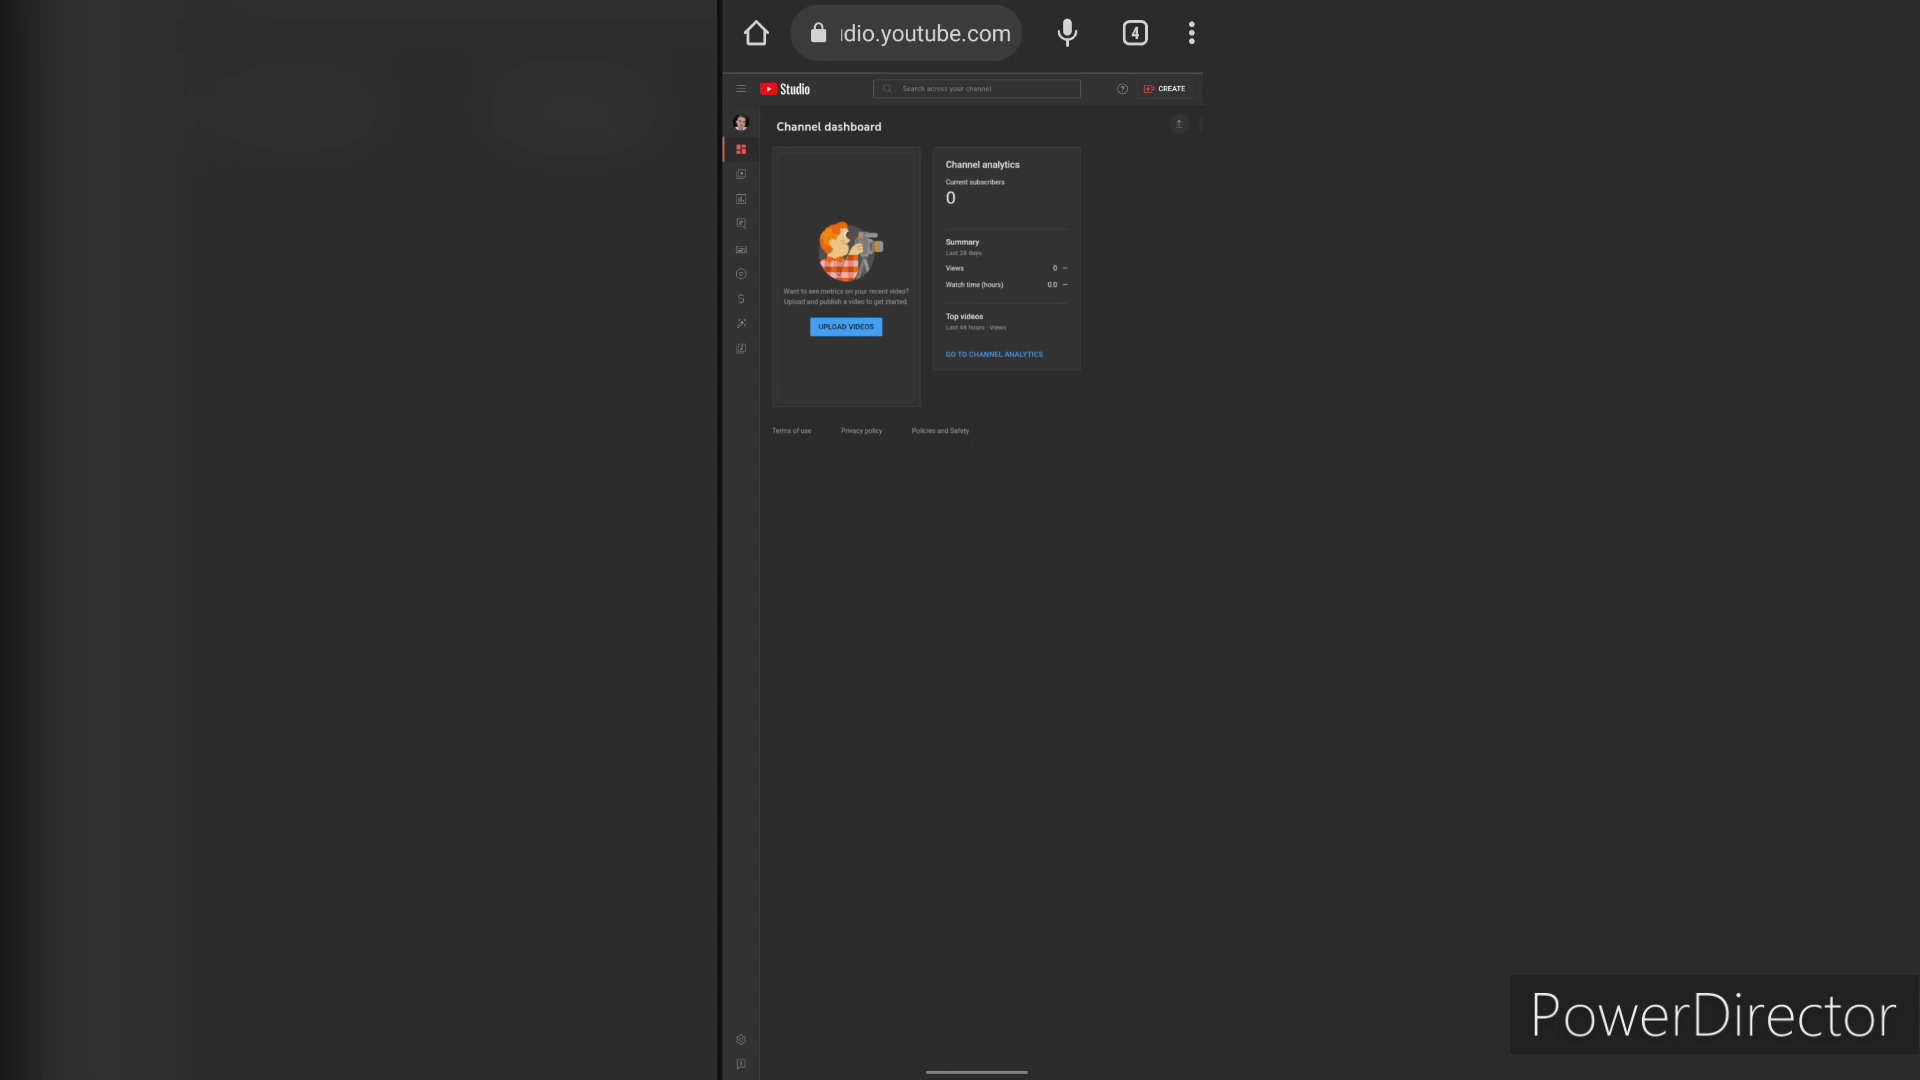 dio.youtube.com
4
Studio
Search across your channel
CREATE
Channel dashboard
Want to see metrics on your recent video?
Upload and publish a video to get started.
UPLOAD VIDEOS
Channel analytics
Current subscribers
0
Summary
Last 28 days
Views 0 —
Watch time (hours) 0.0 —
Top videos
Last 48 hours · Views
GO TO CHANNEL ANALYTICS
Terms of use
Privacy policy
Policies and Safety
PowerDirector